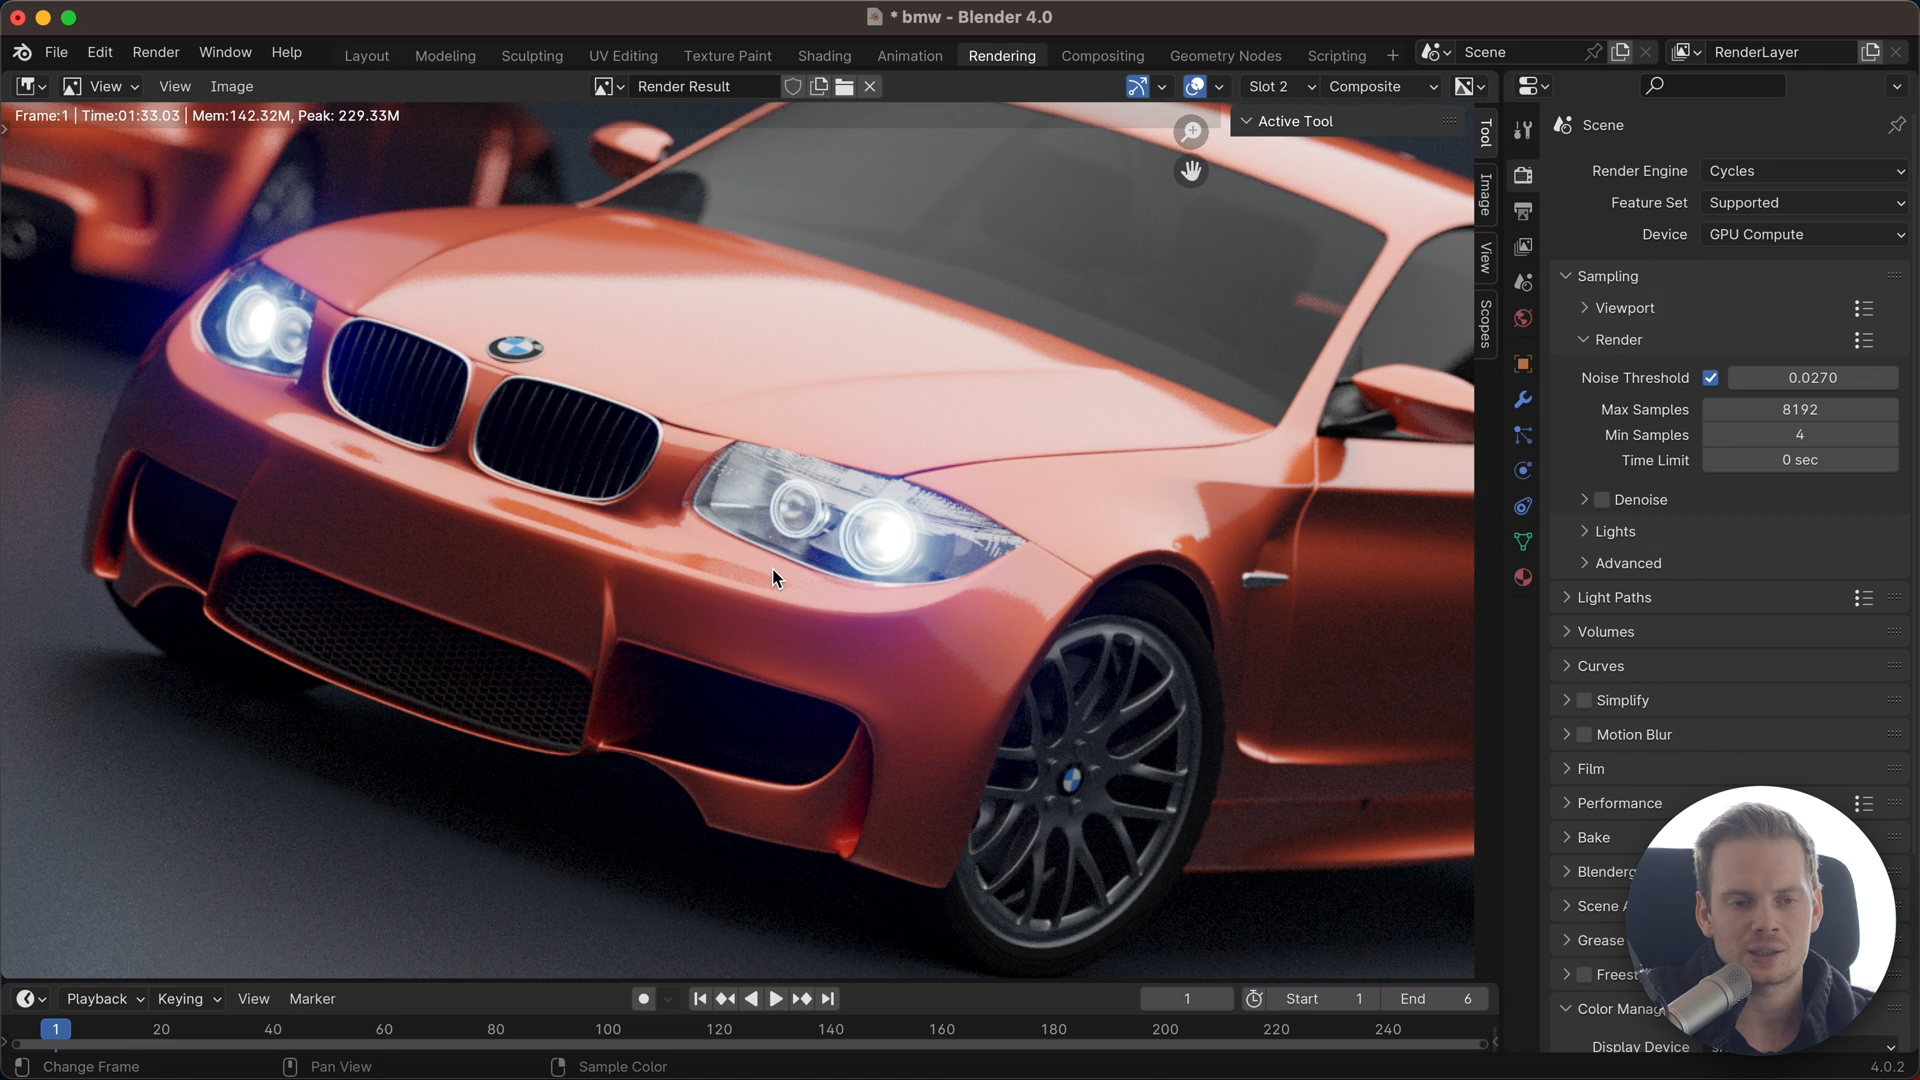 * bmw - Blender 4.0
File Edit Render Window Help Layout Modeling Sculpting UV Editing Texture Paint Shading Animation Rendering Compositing Geometry Nodes Scripting + Scene RenderLayer
View View Image Render Result Slot 2 Composite
Frame:1 | Time:01:33.03 | Mem:142.32M, Peak: 229.33M
Active Tool
Tool
Image
View
Scopes
Scene
Render Engine Cycles
Feature Set Supported
Device GPU Compute
Sampling
Viewport
Render
Noise Threshold 0.0270
Max Samples 8192
Min Samples 4
Time Limit 0 sec
Denoise
Lights
Advanced
Light Paths
Volumes
Curves
Simplify
Motion Blur
Film
Performance
Bake
Blenderg
Scene A
Grease
Freest
Color Manag
Display Device
Playback Keying View Marker 1 Start 1 End 6
1 20 40 60 80 100 120 140 160 180 200 220 240
Change Frame Pan View Sample Color 4.0.2